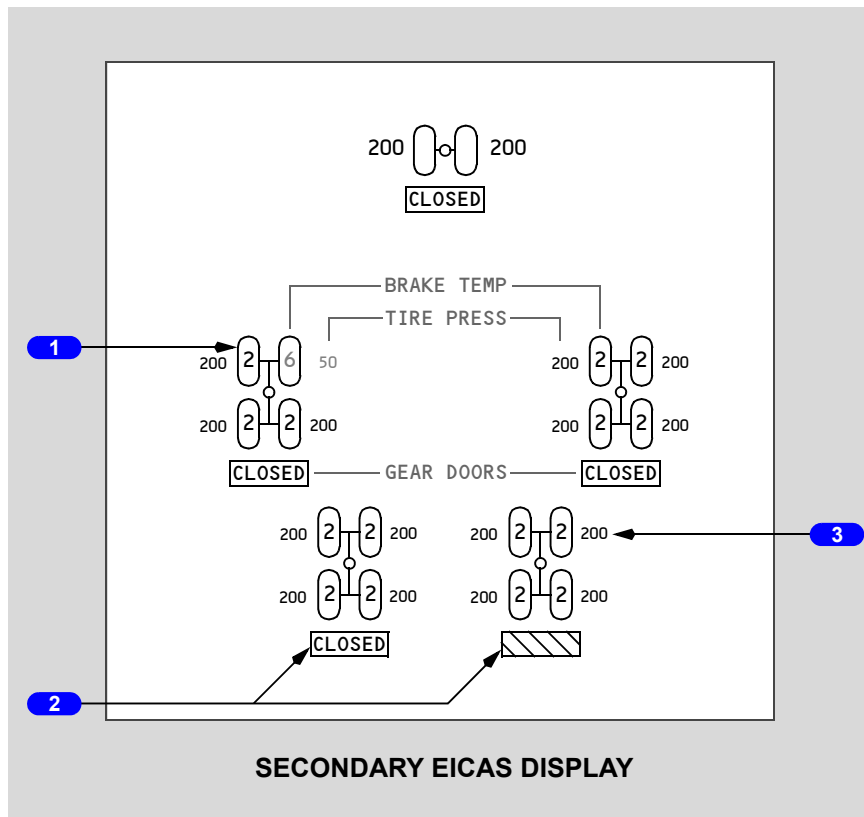 200 200
CLOSED
BRAKE TEMP
TIRE PRESS
1
200 2 6 50 200 2 2 200
200 2 2 200 200 2 2 200
CLOSED GEAR DOORS CLOSED
200 2 2 200 200 2 2 200
3
200 2 2 200 200 2 2 200
CLOSED
2
SECONDARY EICAS DISPLAY